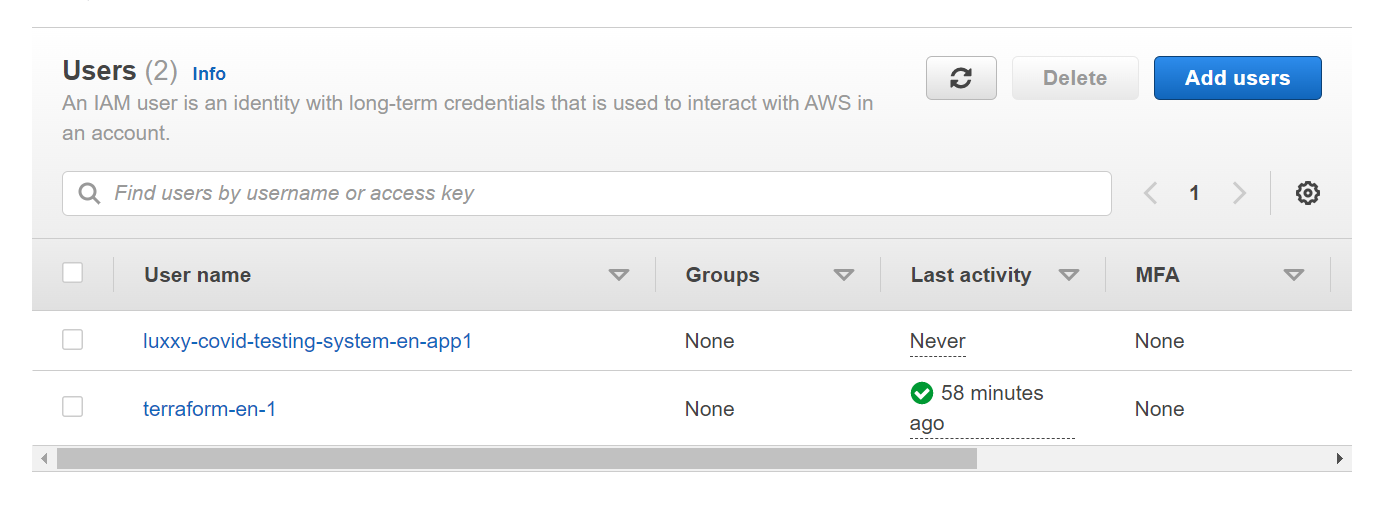 Users (2) Info
Delete
Add users
An IAM user is an identity with long-term credentials that is used to interact with AWS in
an account.
Find users by username or access key
1
User name
Groups
Last activity
MFA
luxxy-covid-testing-system-en-app1
None
Never
None
terraform-en-1
None
58 minutes
ago
None